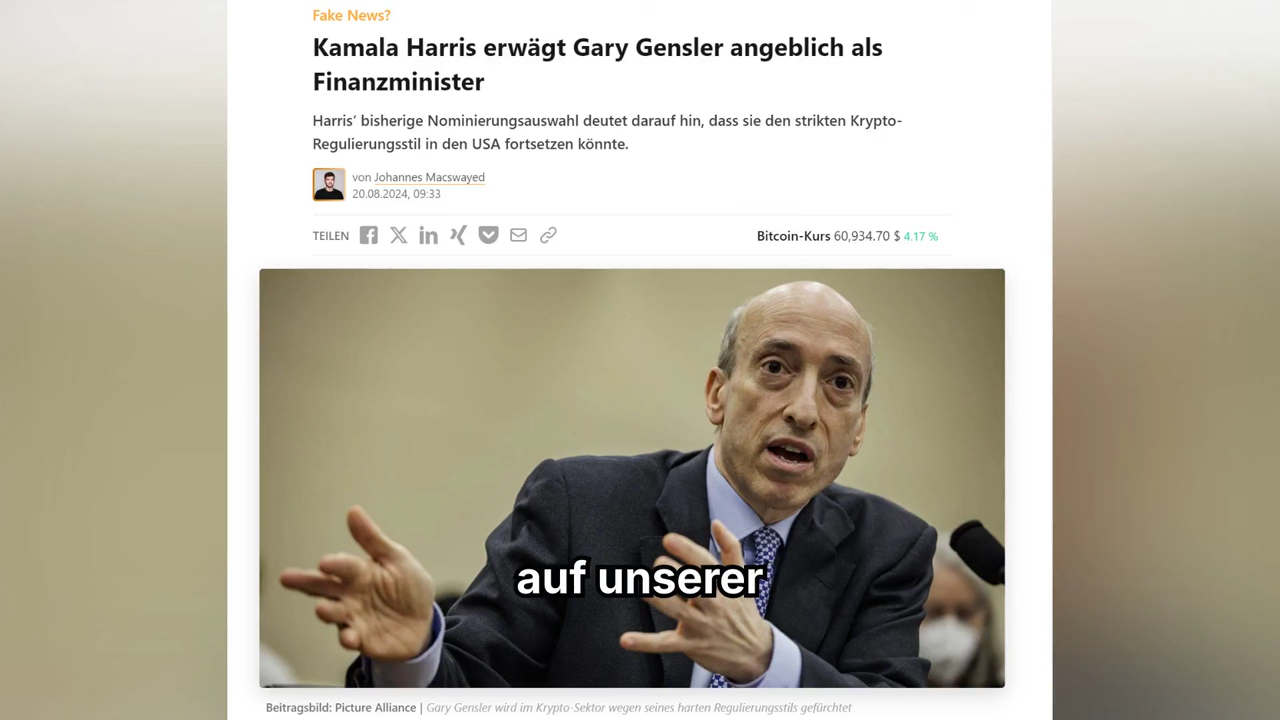 Fake News?
Kamala Harris erwägt Gary Gensler angeblich als
Finanzminister
Harris’ bisherige Nominierungsauswahl deutet darauf hin, dass sie den strikten Krypto-
Regulierungsstil in den USA fortsetzen könnte.
von Johannes Macswayed
20.08.2024, 09:33
TEILEN
Bitcoin-Kurs 60,934.70 $ 4.17 %
auf unserer
Beitragsbild: Picture Alliance | Gary Gensler wird im Krypto-Sektor wegen seines harten Regulierungsstils gefürchtet